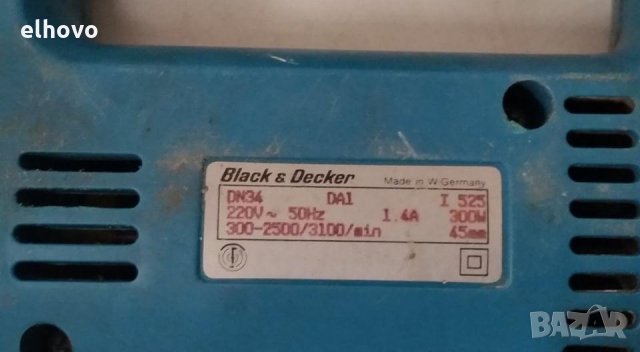 elhovo
Black & Decker Made in W-Germany
DN34 DA1 I 525
220V~ 50Hz 1.4A 300W
300-2500/3100/min 45mm
BAZAR